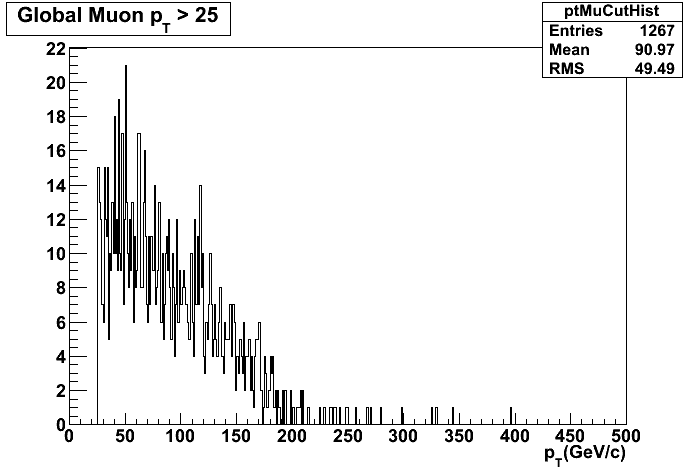 Global Muon p_T > 25
ptMuCutHist
Entries 1267
Mean 90.97
RMS 49.49
22
20
18
16
14
12
10
8
6
4
2
0
0 50 100 150 200 250 300 350 400 450 500
p_T(GeV/c)